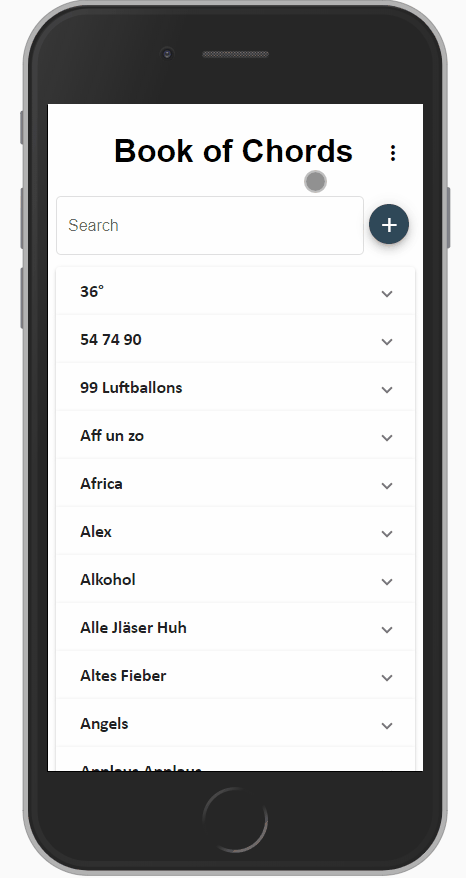 Book of Chords
Search
36°
54 74 90
99 Luftballons
Aff un zo
Africa
Alex
Alkohol
Alle Jläser Huh
Altes Fieber
Angels